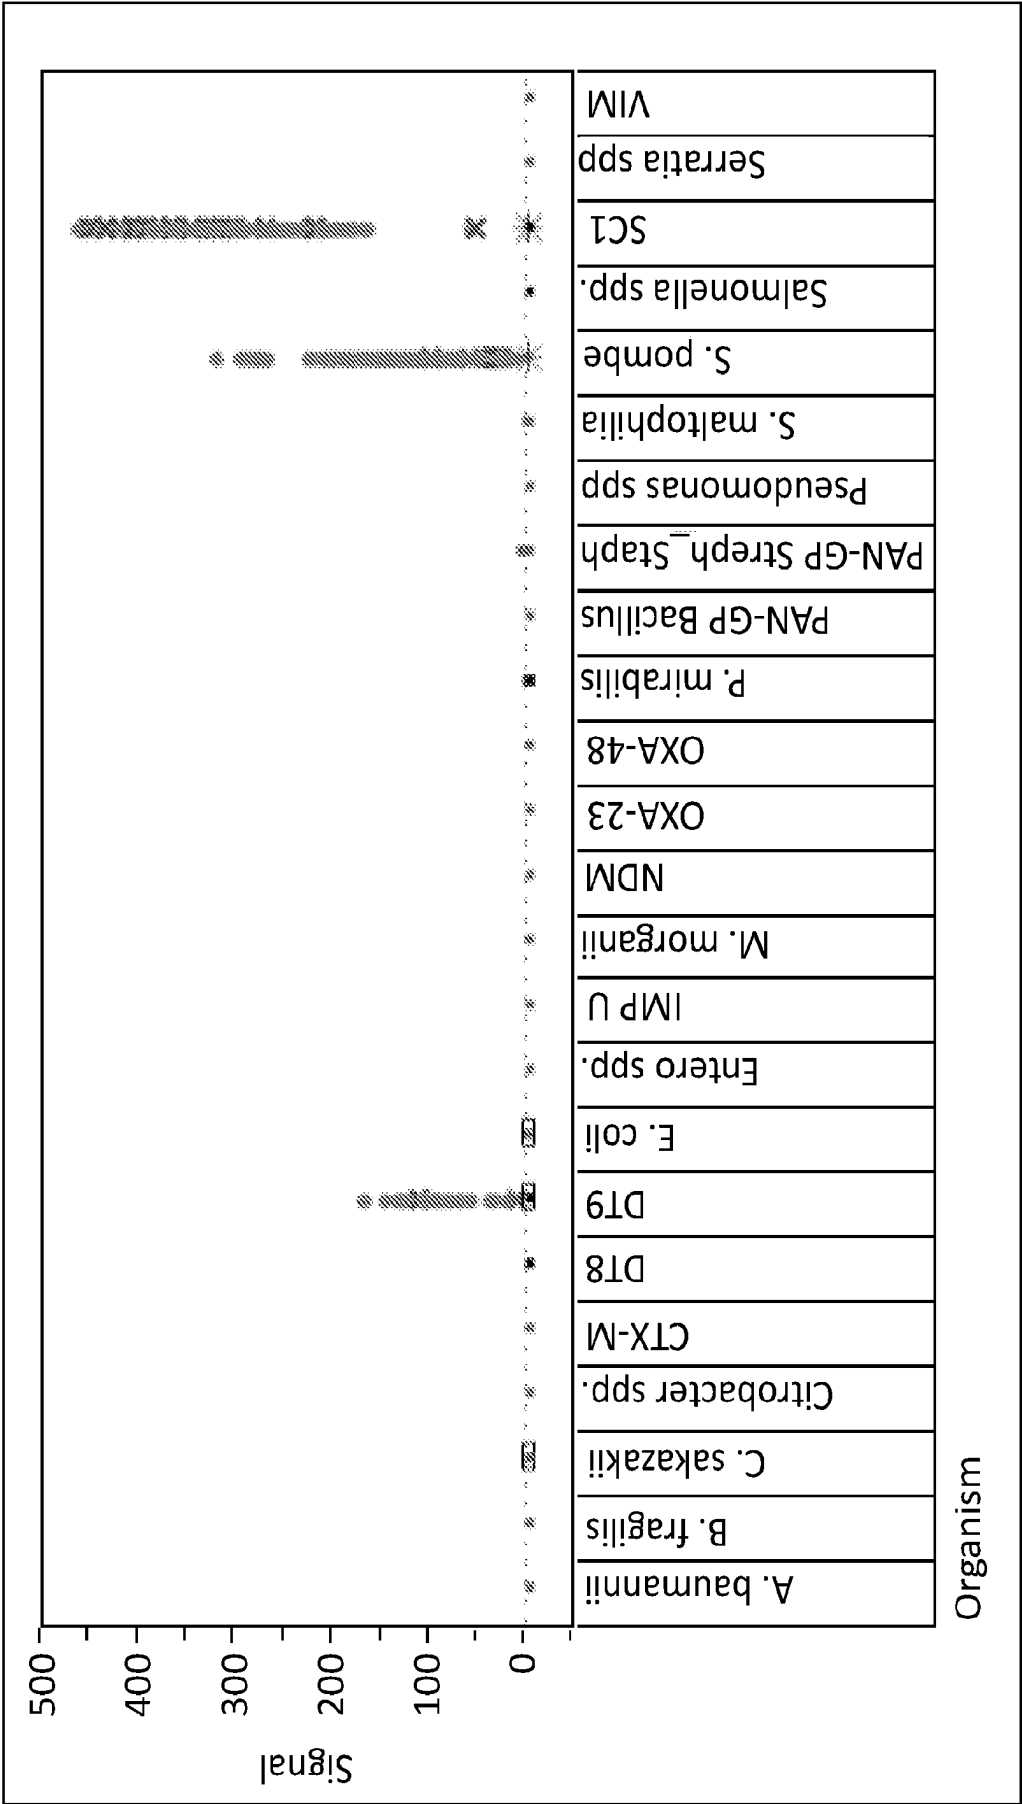 Signal
500
400
300
200
100
0
A. baumannii
B. fragilis
C. sakazakii
Citrobacter spp.
CTX-M
DT8
DT9
E. coli
Entero spp.
IMP U
M. morganii
NDM
OXA-23
OXA-48
P. mirabilis
PAN-GP Bacillus
PAN-GP Streph_Staph
Pseudomonas spp
S. maltophilia
S. pombe
Salmonella spp.
SC1
Serratia spp
VIM
Organism